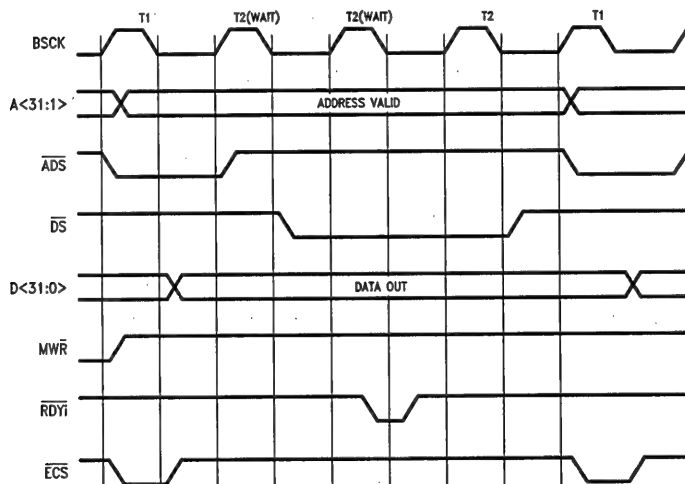 T1 T2(WAIT) T2(WAIT) T2 T1
BSCK
A<31:1> ADDRESS VALID
ADS
DS
D<31:0> DATA OUT
MWR̅
RDYi
ECS